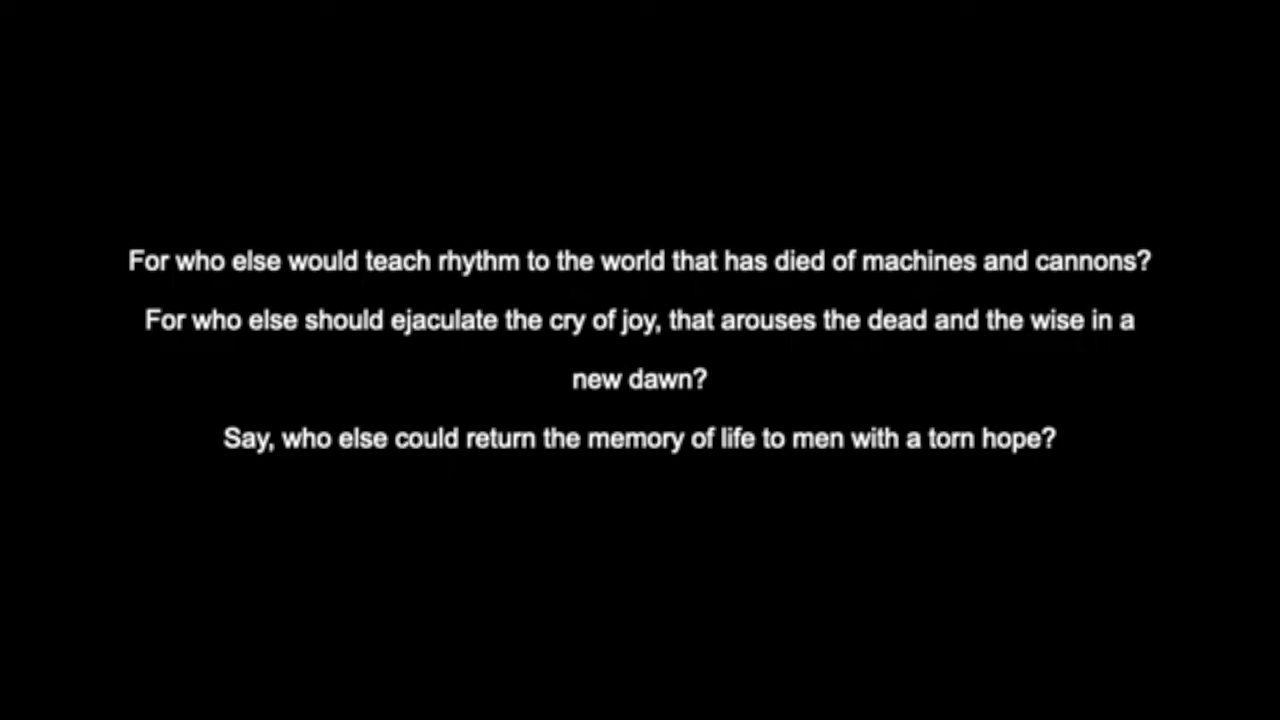 For who else would teach rhythm to the world that has died of machines and cannons?
For who else should ejaculate the cry of joy, that arouses the dead and the wise in a
new dawn?
Say, who else could return the memory of life to men with a torn hope?